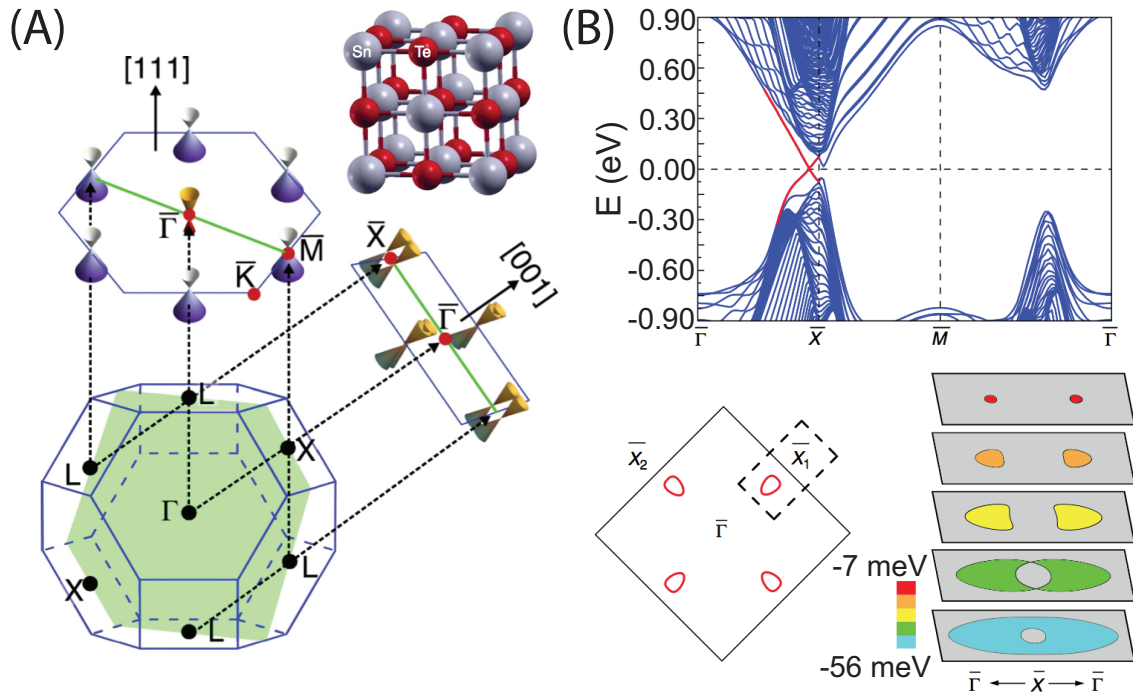 (A)
Sn
Te
[111]
Γ̅
M̅
K̅
X̅
[001]
Γ̅
L
L
X
Γ
L
X
L
(B)
E (eV)
0.90
0.60
0.30
0.00
-0.30
-0.60
-0.90
Γ̅ X̅ M̅ Γ̅
X̅₂
X̅₁
Γ̅
-7 meV
-56 meV
Γ̅ ← X̅ → Γ̅